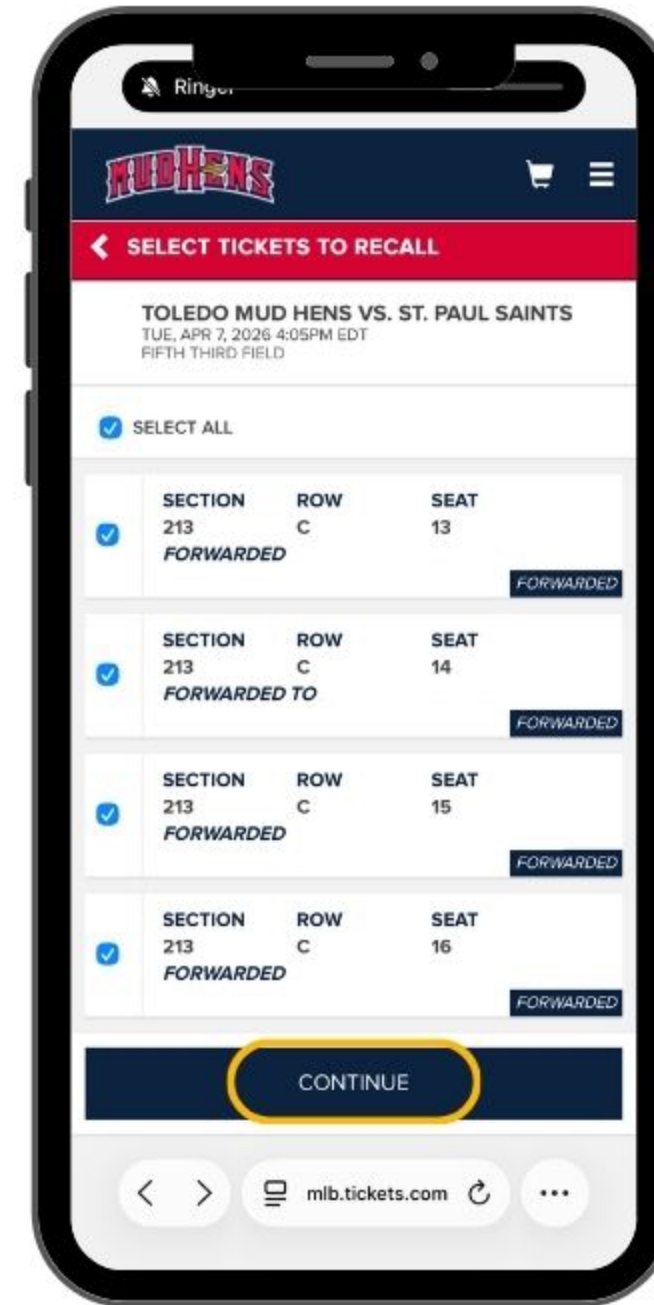 Ringer
MUDHENS
SELECT TICKETS TO RECALL
TOLEDO MUD HENS VS. ST. PAUL SAINTS
TUE, APR 7, 2026 4:05PM EDT
FIFTH THIRD FIELD
SELECT ALL
SECTION ROW SEAT
213 C 13
FORWARDED
FORWARDED
SECTION ROW SEAT
213 C 14
FORWARDED TO
FORWARDED
SECTION ROW SEAT
213 C 15
FORWARDED
FORWARDED
SECTION ROW SEAT
213 C 16
FORWARDED
FORWARDED
CONTINUE
mlb.tickets.com